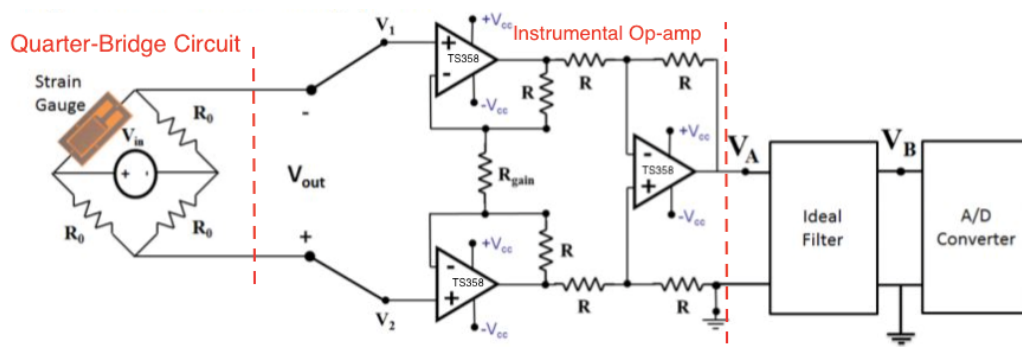 Quarter-Bridge Circuit
Strain
Gauge
R₀
Vin
+ -
R₀
R₀
-
Vout
+
V₁
V₂
Instrumental Op-amp
+Vcc
+
TS358
-
-Vcc
R
R
R
Rgain
+Vcc
-
TS358
+
-Vcc
R
R
R
+Vcc
-
TS358
+
-Vcc
VA
Ideal
Filter
VB
A/D
Converter